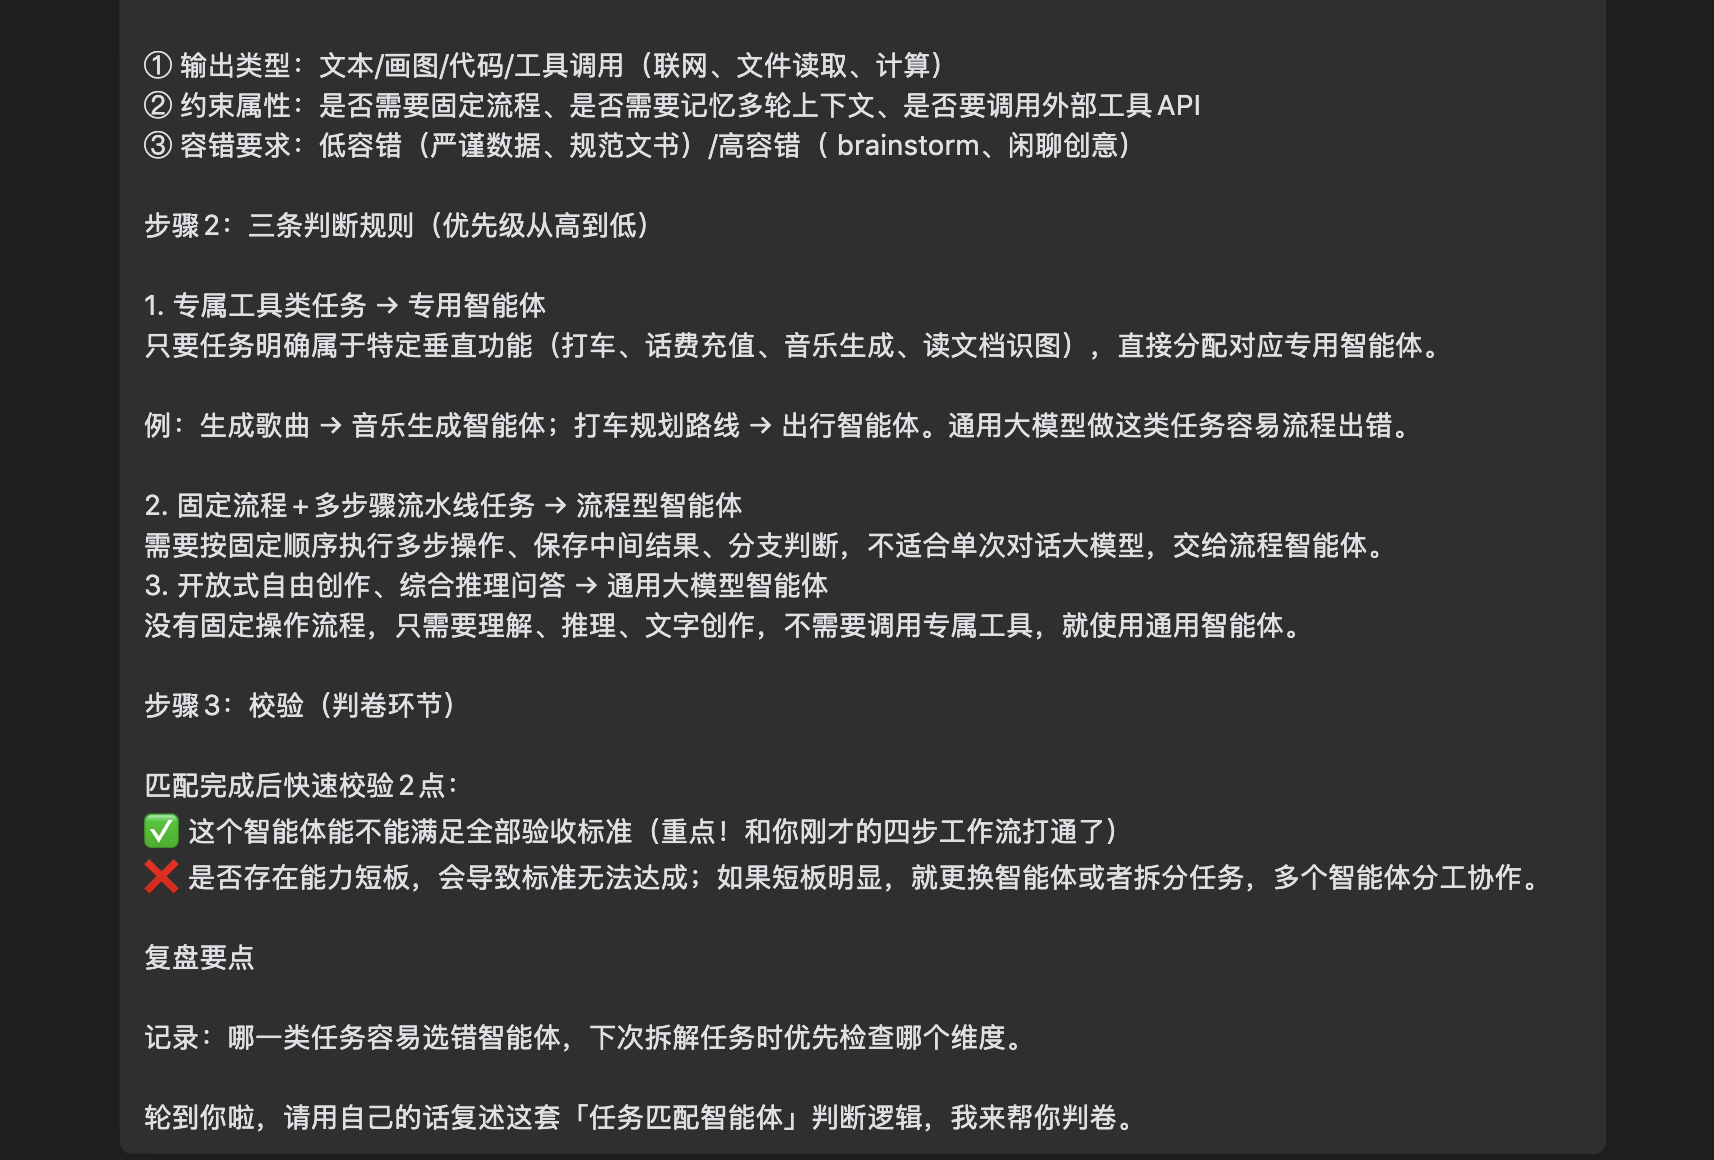 ① 输出类型：文本/画图/代码/工具调用（联网、文件读取、计算）
② 约束属性：是否需要固定流程、是否需要记忆多轮上下文、是否要调用外部工具API
③ 容错要求：低容错（严谨数据、规范文书）/高容错（ brainstorm、闲聊创意）
步骤2：三条判断规则（优先级从高到低）
1. 专属工具类任务 → 专用智能体
只要任务明确属于特定垂直功能（打车、话费充值、音乐生成、读文档识图），直接分配对应专用智能体。
例：生成歌曲 → 音乐生成智能体；打车规划路线 → 出行智能体。通用大模型做这类任务容易流程出错。
2. 固定流程+多步骤流水线任务 → 流程型智能体
需要按固定顺序执行多步操作、保存中间结果、分支判断，不适合单次对话大模型，交给流程智能体。
3. 开放式自由创作、综合推理问答 → 通用大模型智能体
没有固定操作流程，只需要理解、推理、文字创作，不需要调用专属工具，就使用通用智能体。
步骤3：校验（判卷环节）
匹配完成后快速校验2点：
✅ 这个智能体能不能满足全部验收标准（重点！和你刚才的四步工作流打通了）
❌ 是否存在能力短板，会导致标准无法达成；如果短板明显，就更换智能体或者拆分任务，多个智能体分工协作。
复盘要点
记录：哪一类任务容易选错智能体，下次拆解任务时优先检查哪个维度。
轮到你啦，请用自己的话复述这套「任务匹配智能体」判断逻辑，我来帮你判卷。